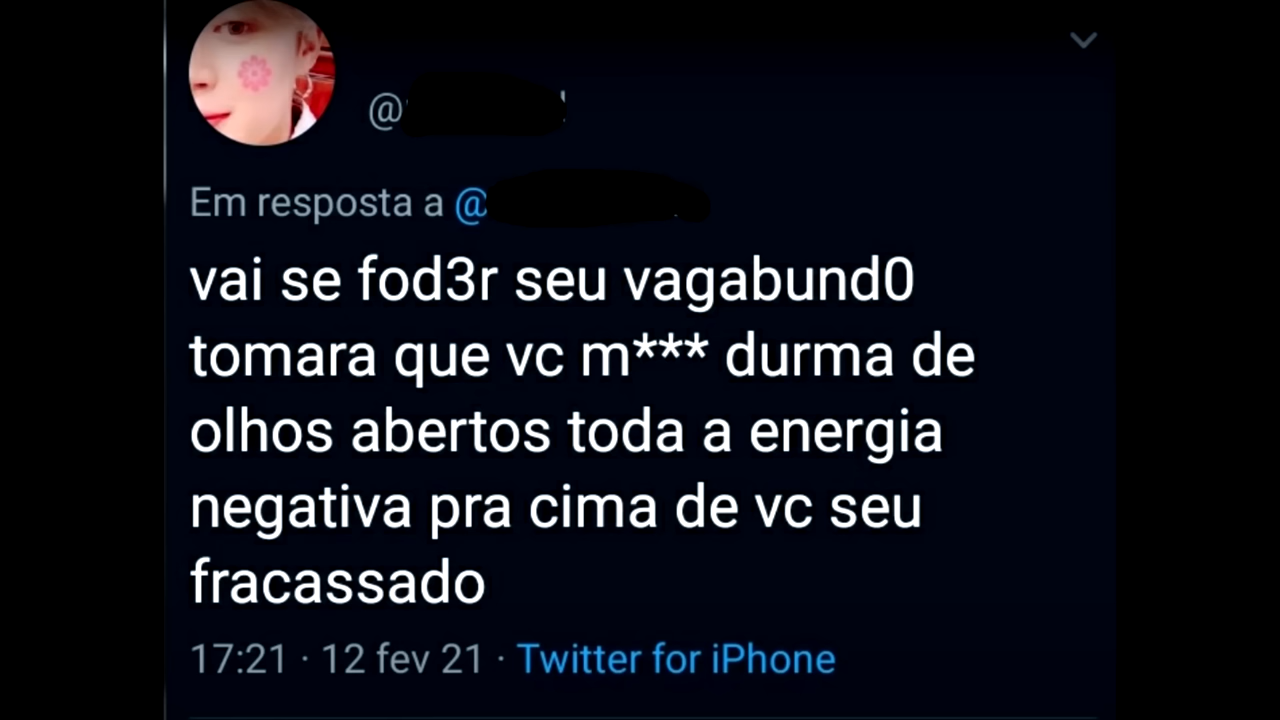 @
Em resposta a @
vai se fod3r seu vagabund0
tomara que vc m*** durma de
olhos abertos toda a energia
negativa pra cima de vc seu
fracassado
17:21 · 12 fev 21 · Twitter for iPhone